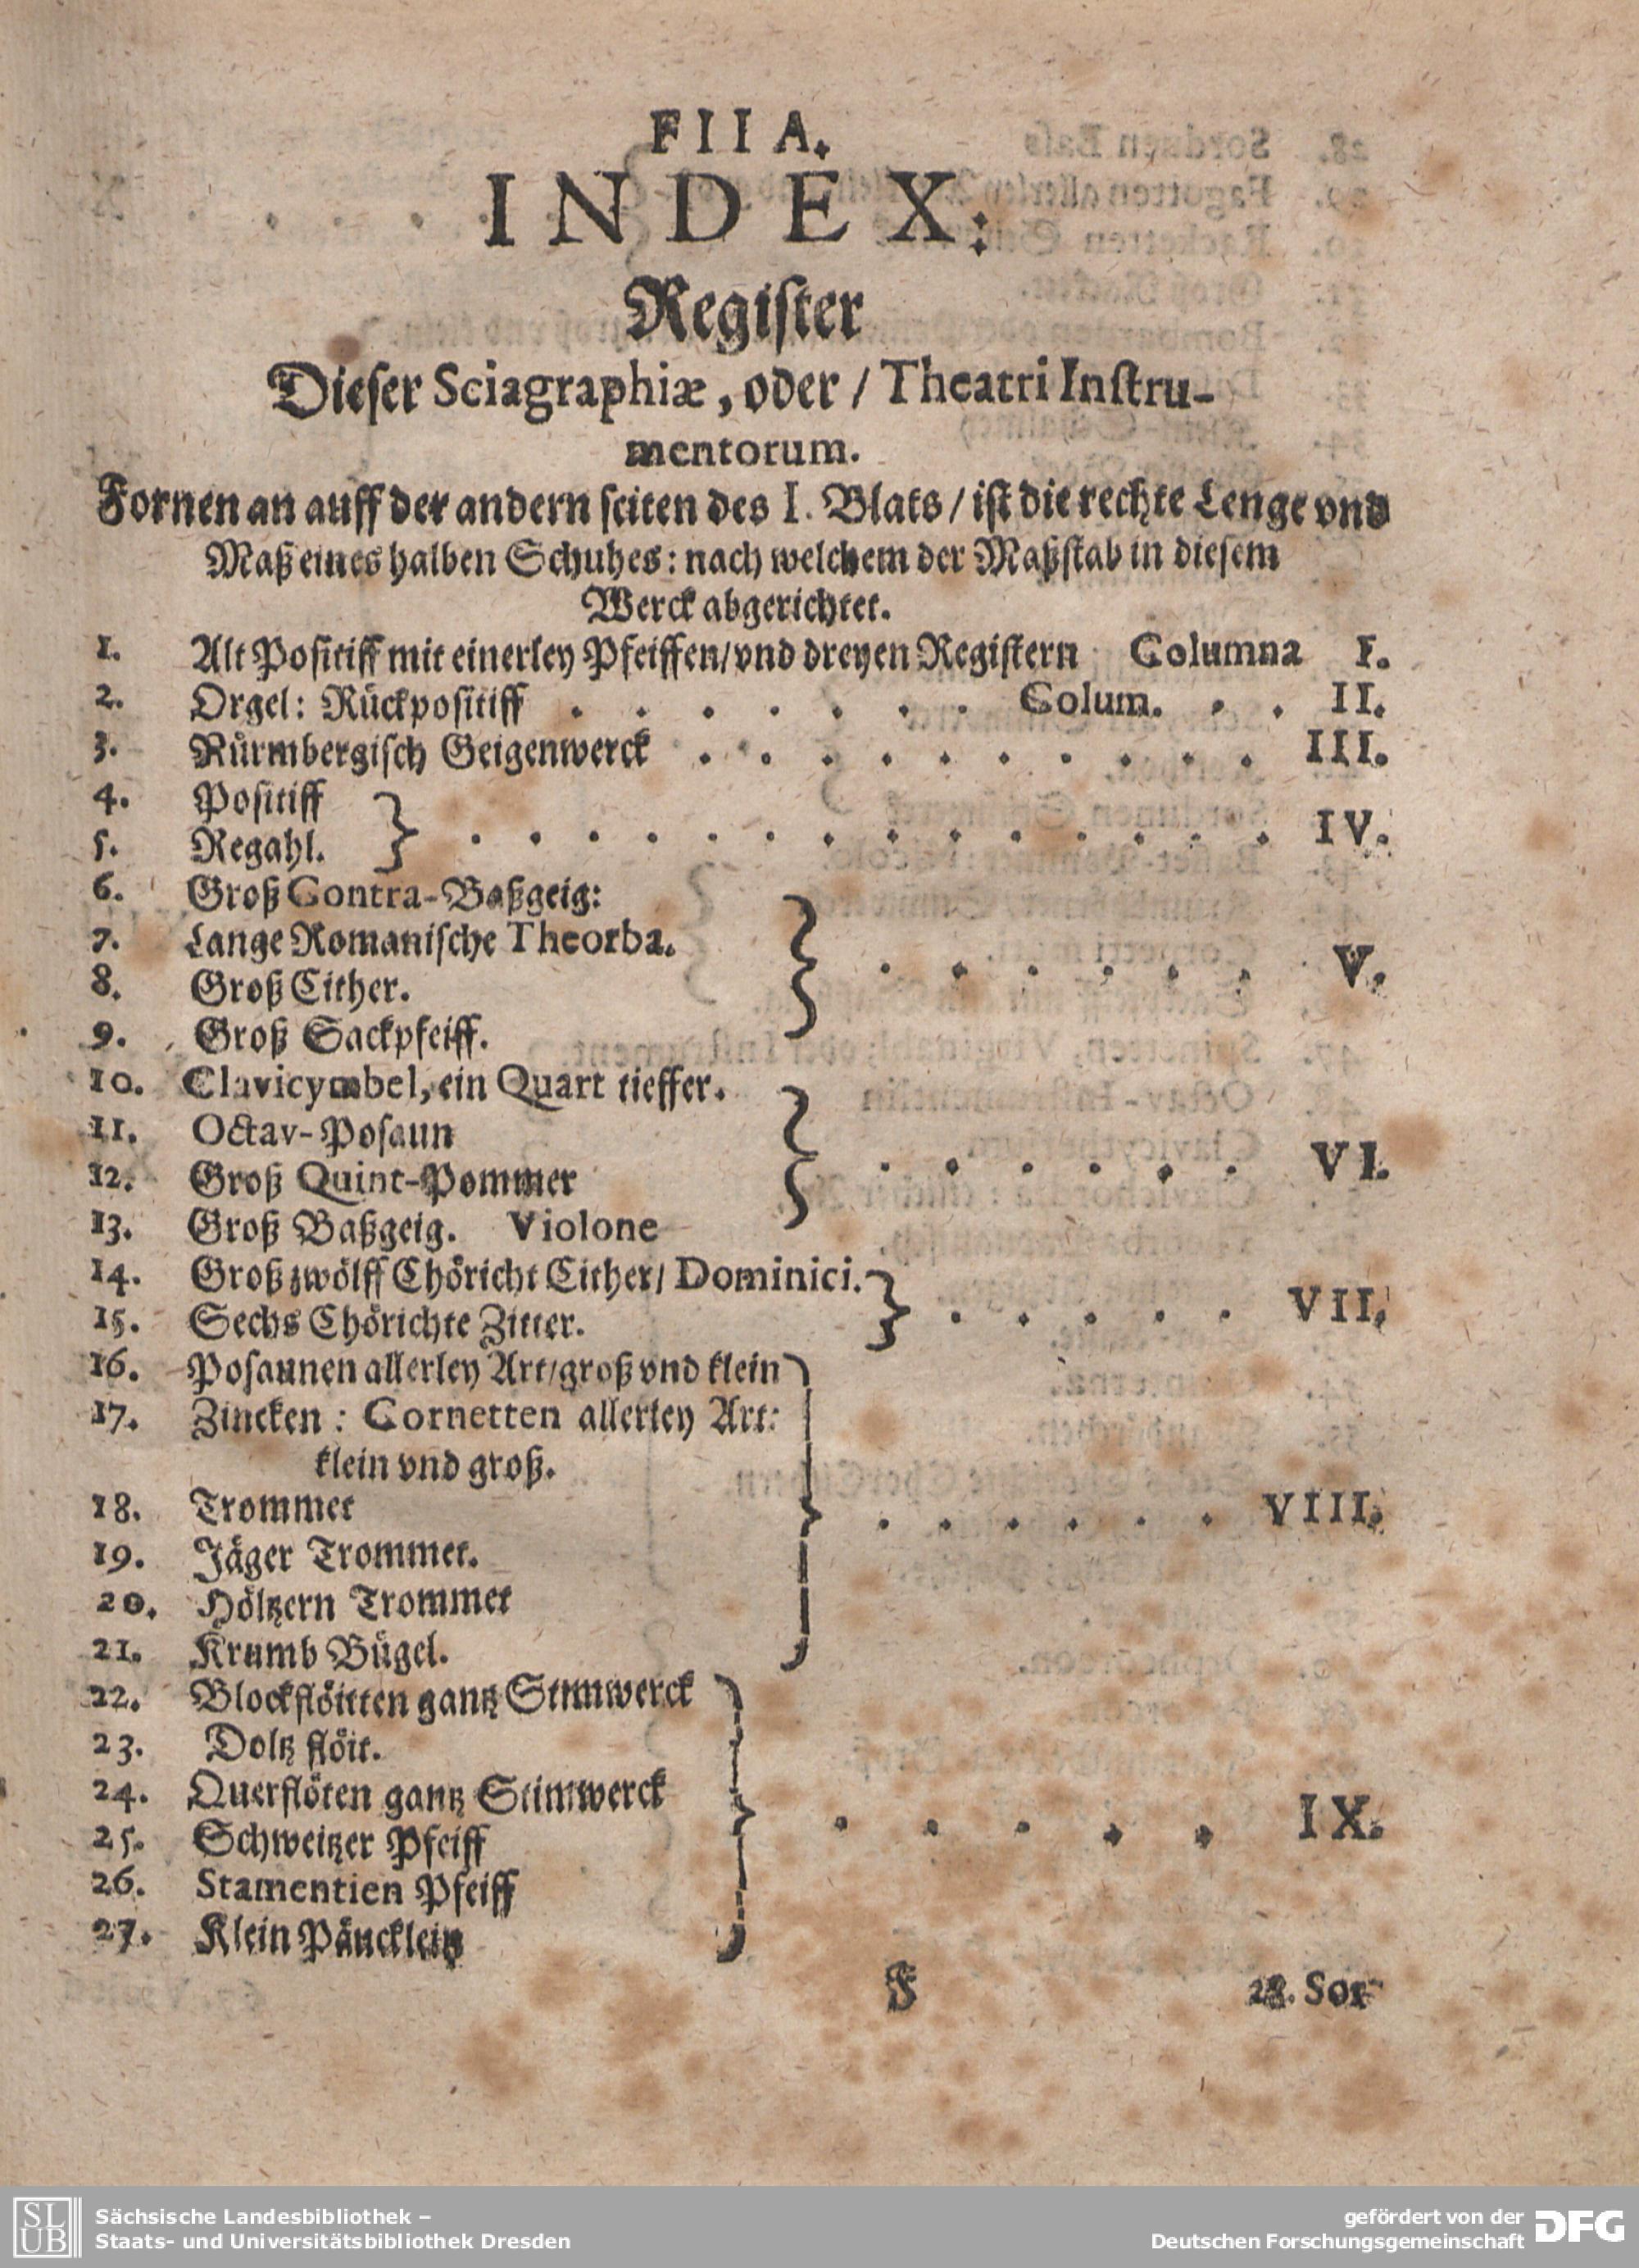 FIIA.
INDEX:
Regiſter
Dieſer Sciagraphiæ, oder / Theatri Inſtru-
mentorum.
Fornen an auff der andern ſeiten des I. Blats / iſt die rechte Lenge vnd
Maß eines halben Schuhes: nach welchem der Maßſtab in dieſem
Werck abgerichtet.
1. Alt Poſitiff mit einerley Pfeiffen/vnd dreyen Regiſtern Columna I.
2. Orgel: Rückpoſitiff . . . . . . . Colum. . . II.
3. Nürmbergiſch Geigenwerck . . . . . . . . . . III.
4. Poſitiff
5. Regahl. } . . . . . . . . . . . . . . IV.
6. Groß Contra-Baßgeig:
7. Lange Romaniſche Theorba.
8. Groß Cither. } . . . . . . V.
9. Groß Sackpfeiff.
10. Clavicymbel, ein Quart tieffer.
11. Octav-Poſaun
12. Groß Quint-Pommer } . . . . . . VI.
13. Groß Baßgeig. Violone
14. Groß zwölff Chöricht Cither/ Dominici.
15. Sechs Chörichte Zitter. } . . . . . VII.
16. Poſaunen allerley Art/groß vnd klein
17. Zincken: Cornetten allerley Art:
klein vnd groß.
18. Trommet } . . . . . . VIII.
19. Jäger Trommet.
20. Höltzern Trommet
21. Krumb Bügel.
22. Blockflöitten gantz Stimwerck
23. Doltz flöit.
24. Querflöten gantz Stimwerck
25. Schweitzer Pfeiff } . . . . . IX.
26. Stamentien Pfeiff
27. Klein Päucklein
F 28. Sor-
SLUB
Sächsische Landesbibliothek –
Staats- und Universitätsbibliothek Dresden
gefördert von der
Deutschen Forschungsgemeinschaft
DFG